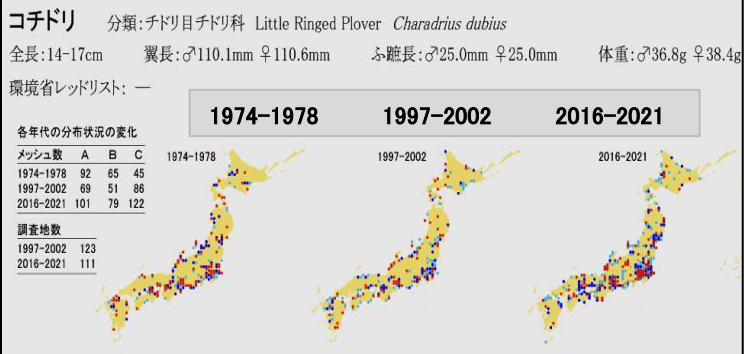 コチドリ 分類:チドリ目チドリ科 Little Ringed Plover Charadrius dubius
全長:14-17cm 翼長:♂110.1mm ♀110.6mm ふ蹠長:♂25.0mm ♀25.0mm 体重:♂36.8g ♀38.4g
環境省レッドリスト: ―
1974-1978 1997-2002 2016-2021
各年代の分布状況の変化
メッシュ数 A B C
1974-1978 92 65 45
1997-2002 69 51 86
2016-2021 101 79 122
調査地数
1997-2002 123
2016-2021 111
1974-1978
1997-2002
2016-2021